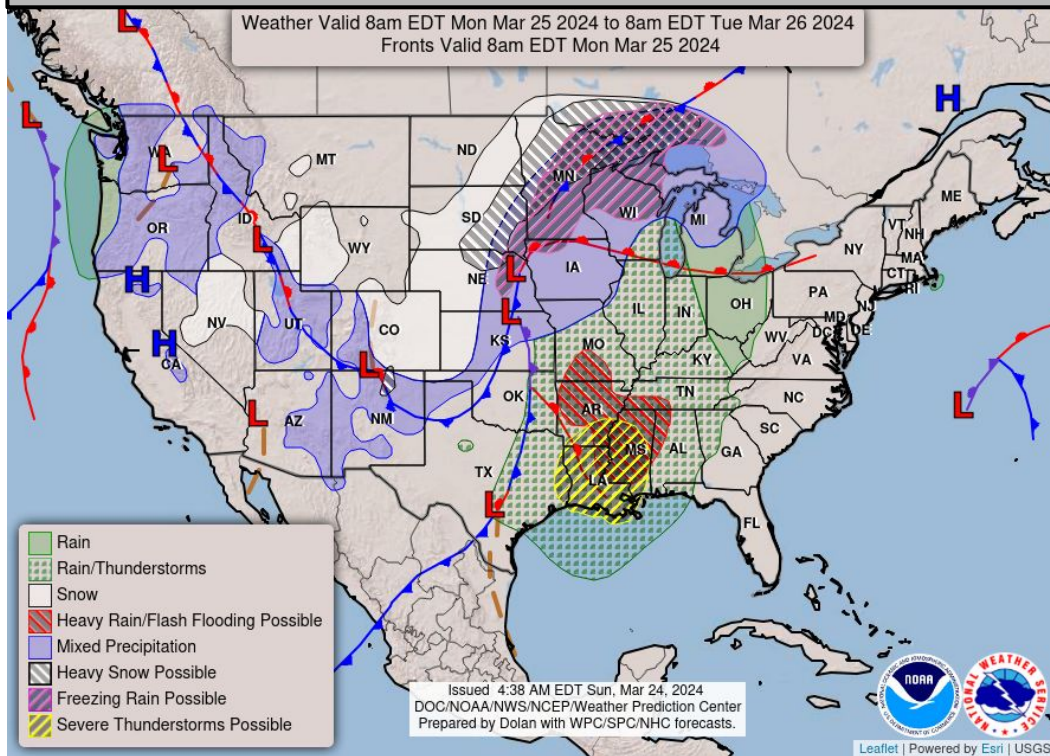 Weather Valid 8am EDT Mon Mar 25 2024 to 8am EDT Tue Mar 26 2024
Fronts Valid 8am EDT Mon Mar 25 2024
L
H
L
WA
L
MT
ND
MN
ME
OR
ID
SD
WI
MI
VT
NH
NY
MA
CT
RI
L
WY
NE
L
IA
PA
NJ
H
NV
UT
CO
L
KS
IL
IN
OH
MD
DE
DC
WV
VA
H
CA
MO
KY
L
OK
TN
NC
L
AZ
NM
AR
SC
L
TX
MS
AL
GA
LA
L
FL
Rain
Rain/Thunderstorms
Snow
Heavy Rain/Flash Flooding Possible
Mixed Precipitation
Heavy Snow Possible
Freezing Rain Possible
Severe Thunderstorms Possible
Issued 4:38 AM EDT Sun, Mar 24, 2024
DOC/NOAA/NWS/NCEP/Weather Prediction Center
Prepared by Dolan with WPC/SPC/NHC forecasts.
NOAA
NATIONAL WEATHER SERVICE
Leaflet | Powered by Esri | USGS